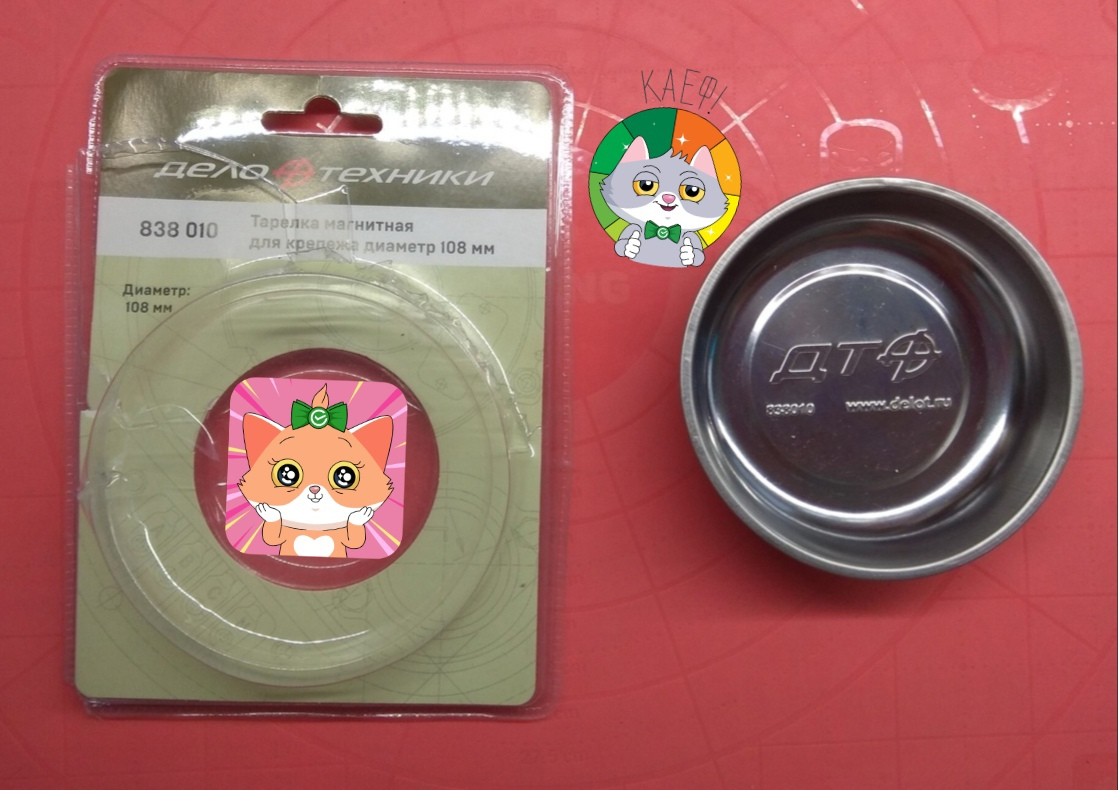 дело техники
838 010
Тарелка магнитная
для крепежа диаметр 108 мм
Диаметр:
108 мм
КАЕФ!
ДТ
838010 www.delot.ru